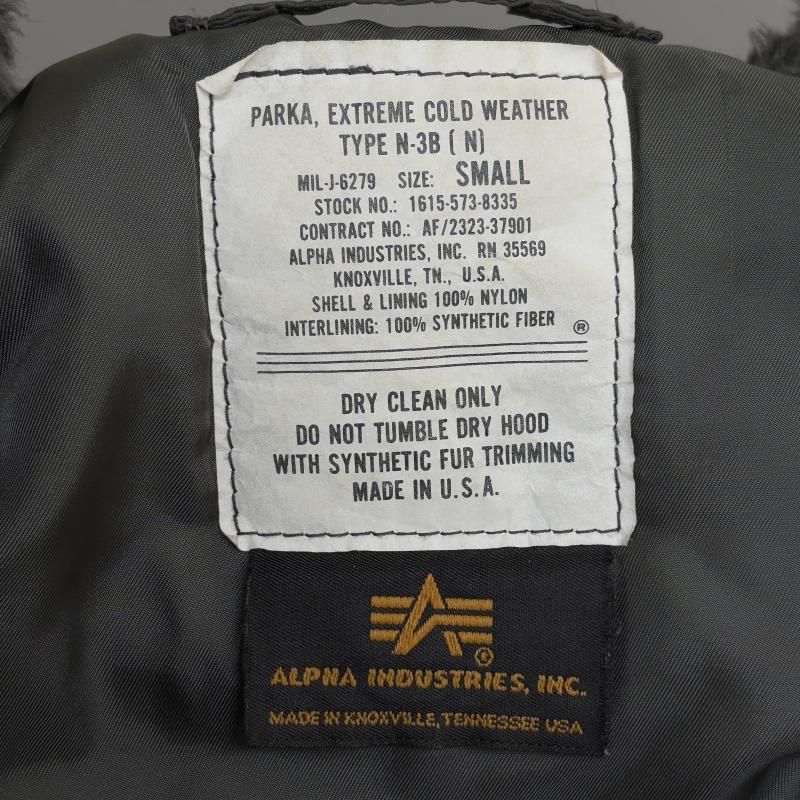 PARKA, EXTREME COLD WEATHER
TYPE N-3B ( N)
MIL-J-6279 SIZE: SMALL
STOCK NO.: 1615-573-8335
CONTRACT NO.: AF/2323-37901
ALPHA INDUSTRIES, INC. RN 35569
KNOXVILLE, TN., U.S.A.
SHELL & LINING 100% NYLON
INTERLINING: 100% SYNTHETIC FIBER ®
DRY CLEAN ONLY
DO NOT TUMBLE DRY HOOD
WITH SYNTHETIC FUR TRIMMING
MADE IN U.S.A.
®
ALPHA INDUSTRIES, INC.
MADE IN KNOXVILLE, TENNESSEE USA